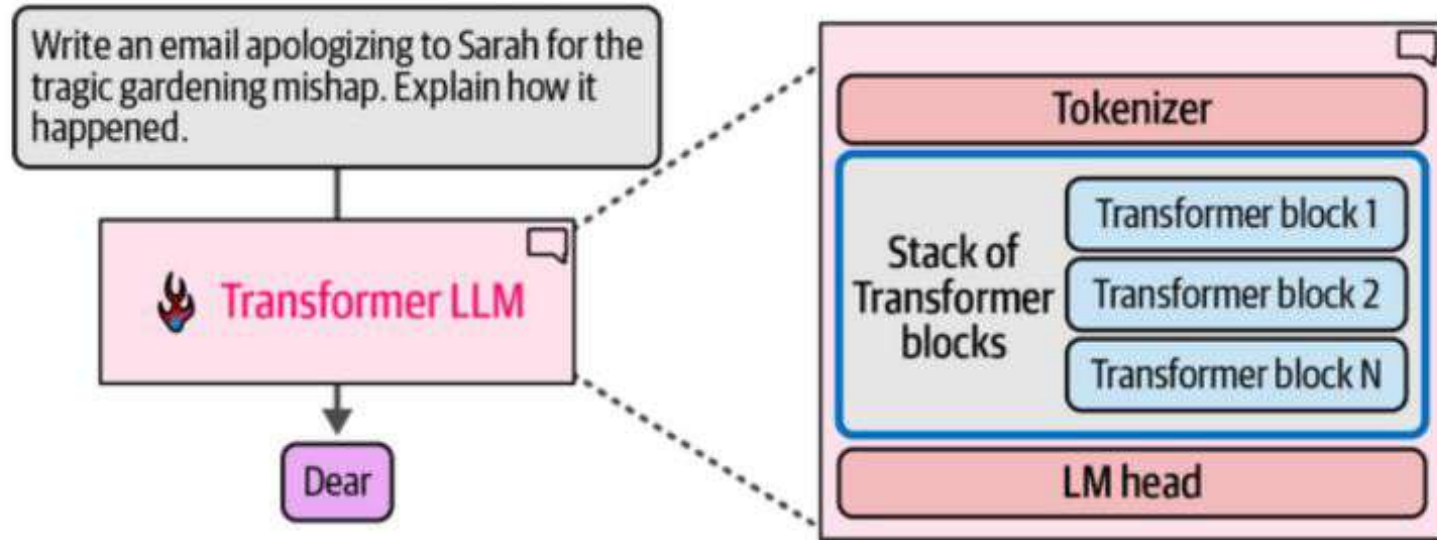 Write an email apologizing to Sarah for the
tragic gardening mishap. Explain how it
happened.
Transformer LLM
Dear
Tokenizer
Stack of
Transformer
blocks
Transformer block 1
Transformer block 2
Transformer block N
LM head